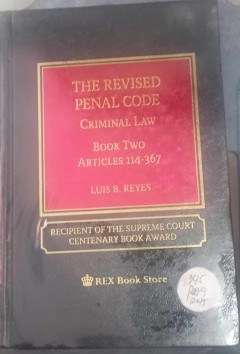 THE REVISED
PENAL CODE
CRIMINAL LAW
BOOK TWO
ARTICLES 114-367
LUIS B. REYES
RECIPIENT OF THE SUPREME COURT
CENTENARY BOOK AWARD
REX Book Store
345